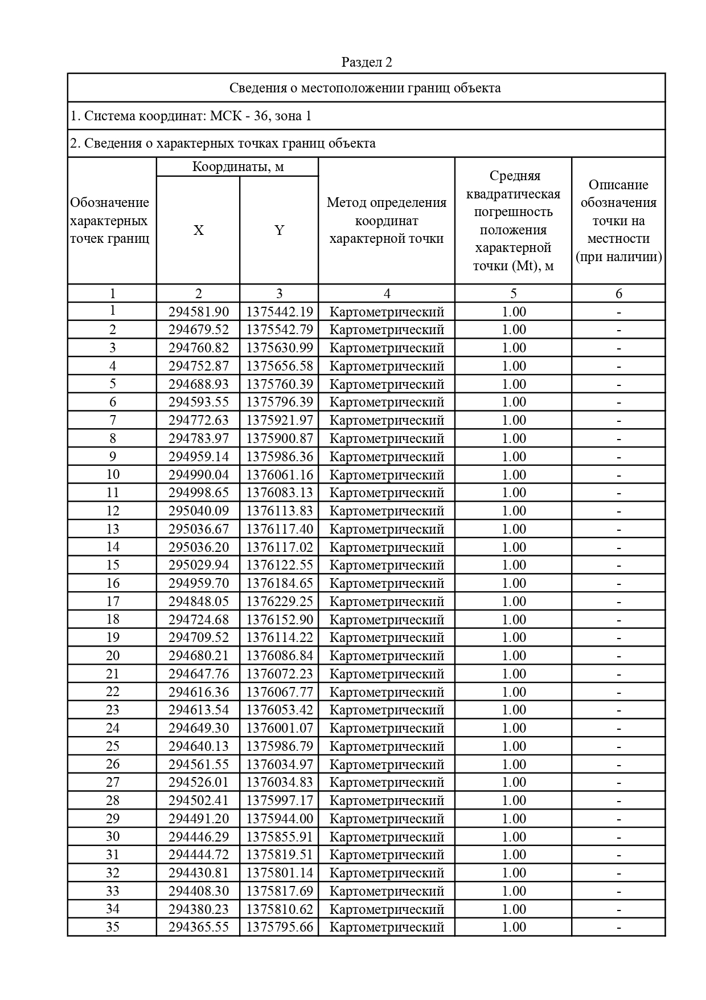 Раздел 2
Сведения о местоположении границ объекта
1. Система координат: МСК - 36, зона 1
2. Сведения о характерных точках границ объекта
Обозначение
характерных
точек границ
Координаты, м
X
Y
Метод определения
координат
характерной точки
Средняя
квадратическая
погрешность
положения
характерной
точки (Mt), м
Описание
обозначения
точки на
местности
(при наличии)
1 2 3 4 5 6
1 294581.90 1375442.19 Картометрический 1.00 -
2 294679.52 1375542.79 Картометрический 1.00 -
3 294760.82 1375630.99 Картометрический 1.00 -
4 294752.87 1375656.58 Картометрический 1.00 -
5 294688.93 1375760.39 Картометрический 1.00 -
6 294593.55 1375796.39 Картометрический 1.00 -
7 294772.63 1375921.97 Картометрический 1.00 -
8 294783.97 1375900.87 Картометрический 1.00 -
9 294959.14 1375986.36 Картометрический 1.00 -
10 294990.04 1376061.16 Картометрический 1.00 -
11 294998.65 1376083.13 Картометрический 1.00 -
12 295040.09 1376113.83 Картометрический 1.00 -
13 295036.67 1376117.40 Картометрический 1.00 -
14 295036.20 1376117.02 Картометрический 1.00 -
15 295029.94 1376122.55 Картометрический 1.00 -
16 294959.70 1376184.65 Картометрический 1.00 -
17 294848.05 1376229.25 Картометрический 1.00 -
18 294724.68 1376152.90 Картометрический 1.00 -
19 294709.52 1376114.22 Картометрический 1.00 -
20 294680.21 1376086.84 Картометрический 1.00 -
21 294647.76 1376072.23 Картометрический 1.00 -
22 294616.36 1376067.77 Картометрический 1.00 -
23 294613.54 1376053.42 Картометрический 1.00 -
24 294649.30 1376001.07 Картометрический 1.00 -
25 294640.13 1375986.79 Картометрический 1.00 -
26 294561.55 1376034.97 Картометрический 1.00 -
27 294526.01 1376034.83 Картометрический 1.00 -
28 294502.41 1375997.17 Картометрический 1.00 -
29 294491.20 1375944.00 Картометрический 1.00 -
30 294446.29 1375855.91 Картометрический 1.00 -
31 294444.72 1375819.51 Картометрический 1.00 -
32 294430.81 1375801.14 Картометрический 1.00 -
33 294408.30 1375817.69 Картометрический 1.00 -
34 294380.23 1375810.62 Картометрический 1.00 -
35 294365.55 1375795.66 Картометрический 1.00 -